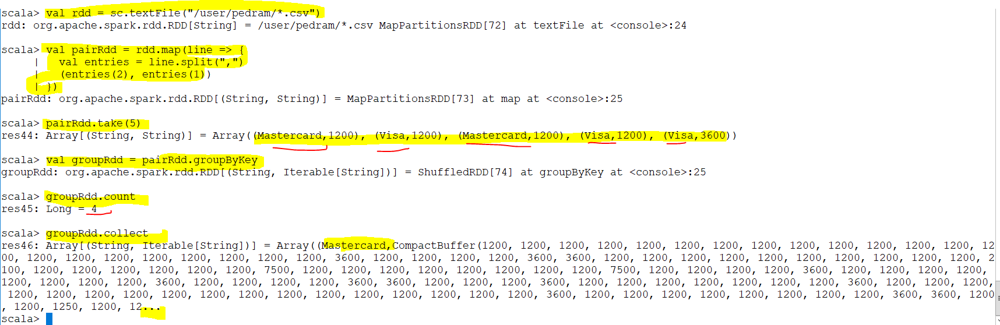 scala> val rdd = sc.textFile("/user/pedram/*.csv")
rdd: org.apache.spark.rdd.RDD[String] = /user/pedram/*.csv MapPartitionsRDD[72] at textFile at <console>:24
scala> val pairRdd = rdd.map(line => {
| val entries = line.split(",")
| (entries(2), entries(1))
| })
pairRdd: org.apache.spark.rdd.RDD[(String, String)] = MapPartitionsRDD[73] at map at <console>:25
scala> pairRdd.take(5)
res44: Array[(String, String)] = Array((Mastercard,1200), (Visa,1200), (Mastercard,1200), (Visa,1200), (Visa,3600))
scala> val groupRdd = pairRdd.groupByKey
groupRdd: org.apache.spark.rdd.RDD[(String, Iterable[String])] = ShuffledRDD[74] at groupByKey at <console>:25
scala> groupRdd.count
res45: Long = 4
scala> groupRdd.collect
res46: Array[(String, Iterable[String])] = Array((Mastercard,CompactBuffer(1200, 1200, 1200, 1200, 1200, 1200, 1200, 1200, 1200, 1200, 1200, 1200, 1200, 12
00, 1200, 1200, 1200, 1200, 1200, 1200, 1200, 1200, 3600, 1200, 1200, 1200, 1200, 3600, 3600, 1200, 1200, 1200, 1200, 1200, 1200, 1200, 1200, 1200, 1200, 2
100, 1200, 1200, 1200, 1200, 1200, 1200, 7500, 1200, 1200, 1200, 1200, 1200, 1200, 1200, 1200, 7500, 1200, 1200, 1200, 1200, 3600, 1200, 1200, 1200, 1200,
1200, 1200, 1200, 1200, 3600, 1200, 1200, 1200, 1200, 3600, 3600, 1200, 1200, 1200, 3600, 1200, 1200, 1200, 1200, 1200, 1200, 1200, 3600, 1200, 1200, 1200,
1200, 1200, 1200, 1200, 1200, 1200, 1200, 1200, 1200, 1200, 1200, 1200, 1200, 1200, 3600, 1200, 1200, 1200, 1200, 1200, 1200, 1200, 1200, 3600, 3600, 1200
, 1200, 1250, 1200, 12...
scala>